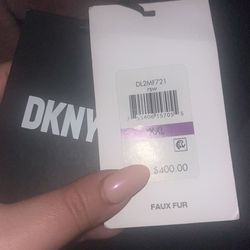 DKNY
DL2MF721
XXL
$400.00
FAUX FUR